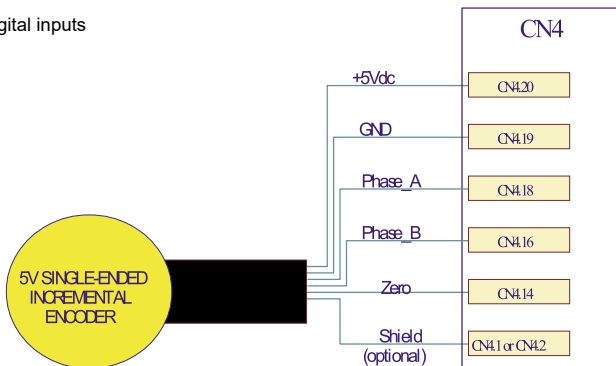 gital inputs
CN4
+5Vdc
CN4.20
GND
CN4.19
Phase_A
CN4.18
Phase_B
CN4.16
Zero
CN4.14
Shield
(optional)
CN4.1 or CN4.2
5V SINGLE-ENDED
INCREMENTAL
ENCODER